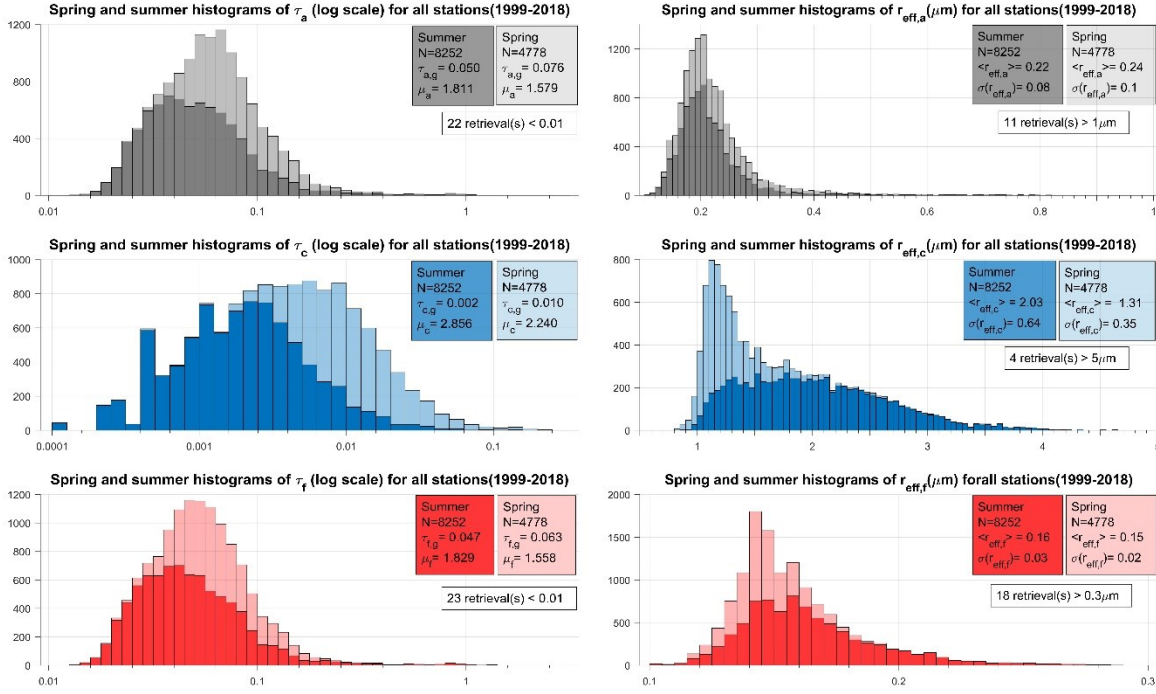 Spring and summer histograms of τa (log scale) for all stations(1999-2018)
Summer
N=8252
τa,g = 0.050
μa = 1.811
Spring
N=4778
τa,g = 0.076
μa = 1.579
22 retrieval(s) < 0.01
1200
800
400
0
0.01
0.1
1
Spring and summer histograms of reff,a(μm) for all stations(1999-2018)
Summer
N=8252
<reff,a>= 0.22
σ(reff,a)= 0.08
Spring
N=4778
<reff,a>= 0.24
σ(reff,a)= 0.1
11 retrieval(s) > 1μm
1200
800
400
0
0.2
0.4
0.6
0.8
1
Spring and summer histograms of τc (log scale) for all stations(1999-2018)
Summer
N=8252
τc,g = 0.002
μc = 2.856
Spring
N=4778
τc,g = 0.010
μc = 2.240
1000
800
600
400
200
0
0.0001
0.001
0.01
0.1
Spring and summer histograms of reff,c(μm) for all stations(1999-2018)
Summer
N=8252
<reff,c> = 2.03
σ(reff,c)= 0.64
Spring
N=4778
<reff,c> = 1.31
σ(reff,c)= 0.35
4 retrieval(s) > 5μm
800
600
400
200
0
1
2
3
4
Spring and summer histograms of τf (log scale) for all stations(1999-2018)
Summer
N=8252
τf,g = 0.047
μf = 1.829
Spring
N=4778
τf,g = 0.063
μf = 1.558
23 retrieval(s) < 0.01
1200
1000
800
600
400
200
0
0.01
0.1
1
Spring and summer histograms of reff,f(μm) forall stations(1999-2018)
Summer
N=8252
<reff,f> = 0.16
σ(reff,f)= 0.03
Spring
N=4778
<reff,f> = 0.15
σ(reff,f)= 0.02
18 retrieval(s) > 0.3μm
2000
1500
1000
500
0
0.1
0.2
0.3